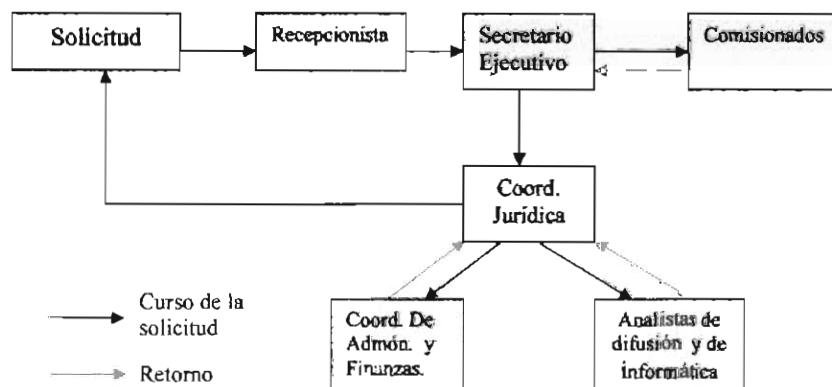 Solicitud
Recepcionista
Secretario
Ejecutivo
Comisionados
Coord.
Jurídica
Curso de la
solicitud
Retorno
Coord. De
Admón. y
Finanzas.
Analistas de
difusión y de
informática